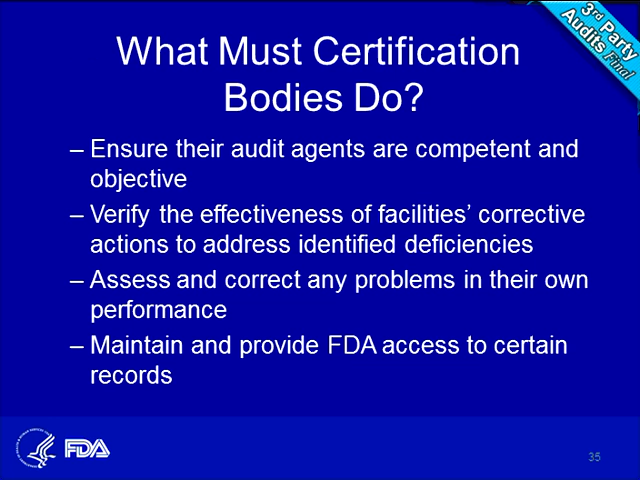 3rd Party
Audits Final
What Must Certification
Bodies Do?
– Ensure their audit agents are competent and
objective
– Verify the effectiveness of facilities’ corrective
actions to address identified deficiencies
– Assess and correct any problems in their own
performance
– Maintain and provide FDA access to certain
records
FDA
35